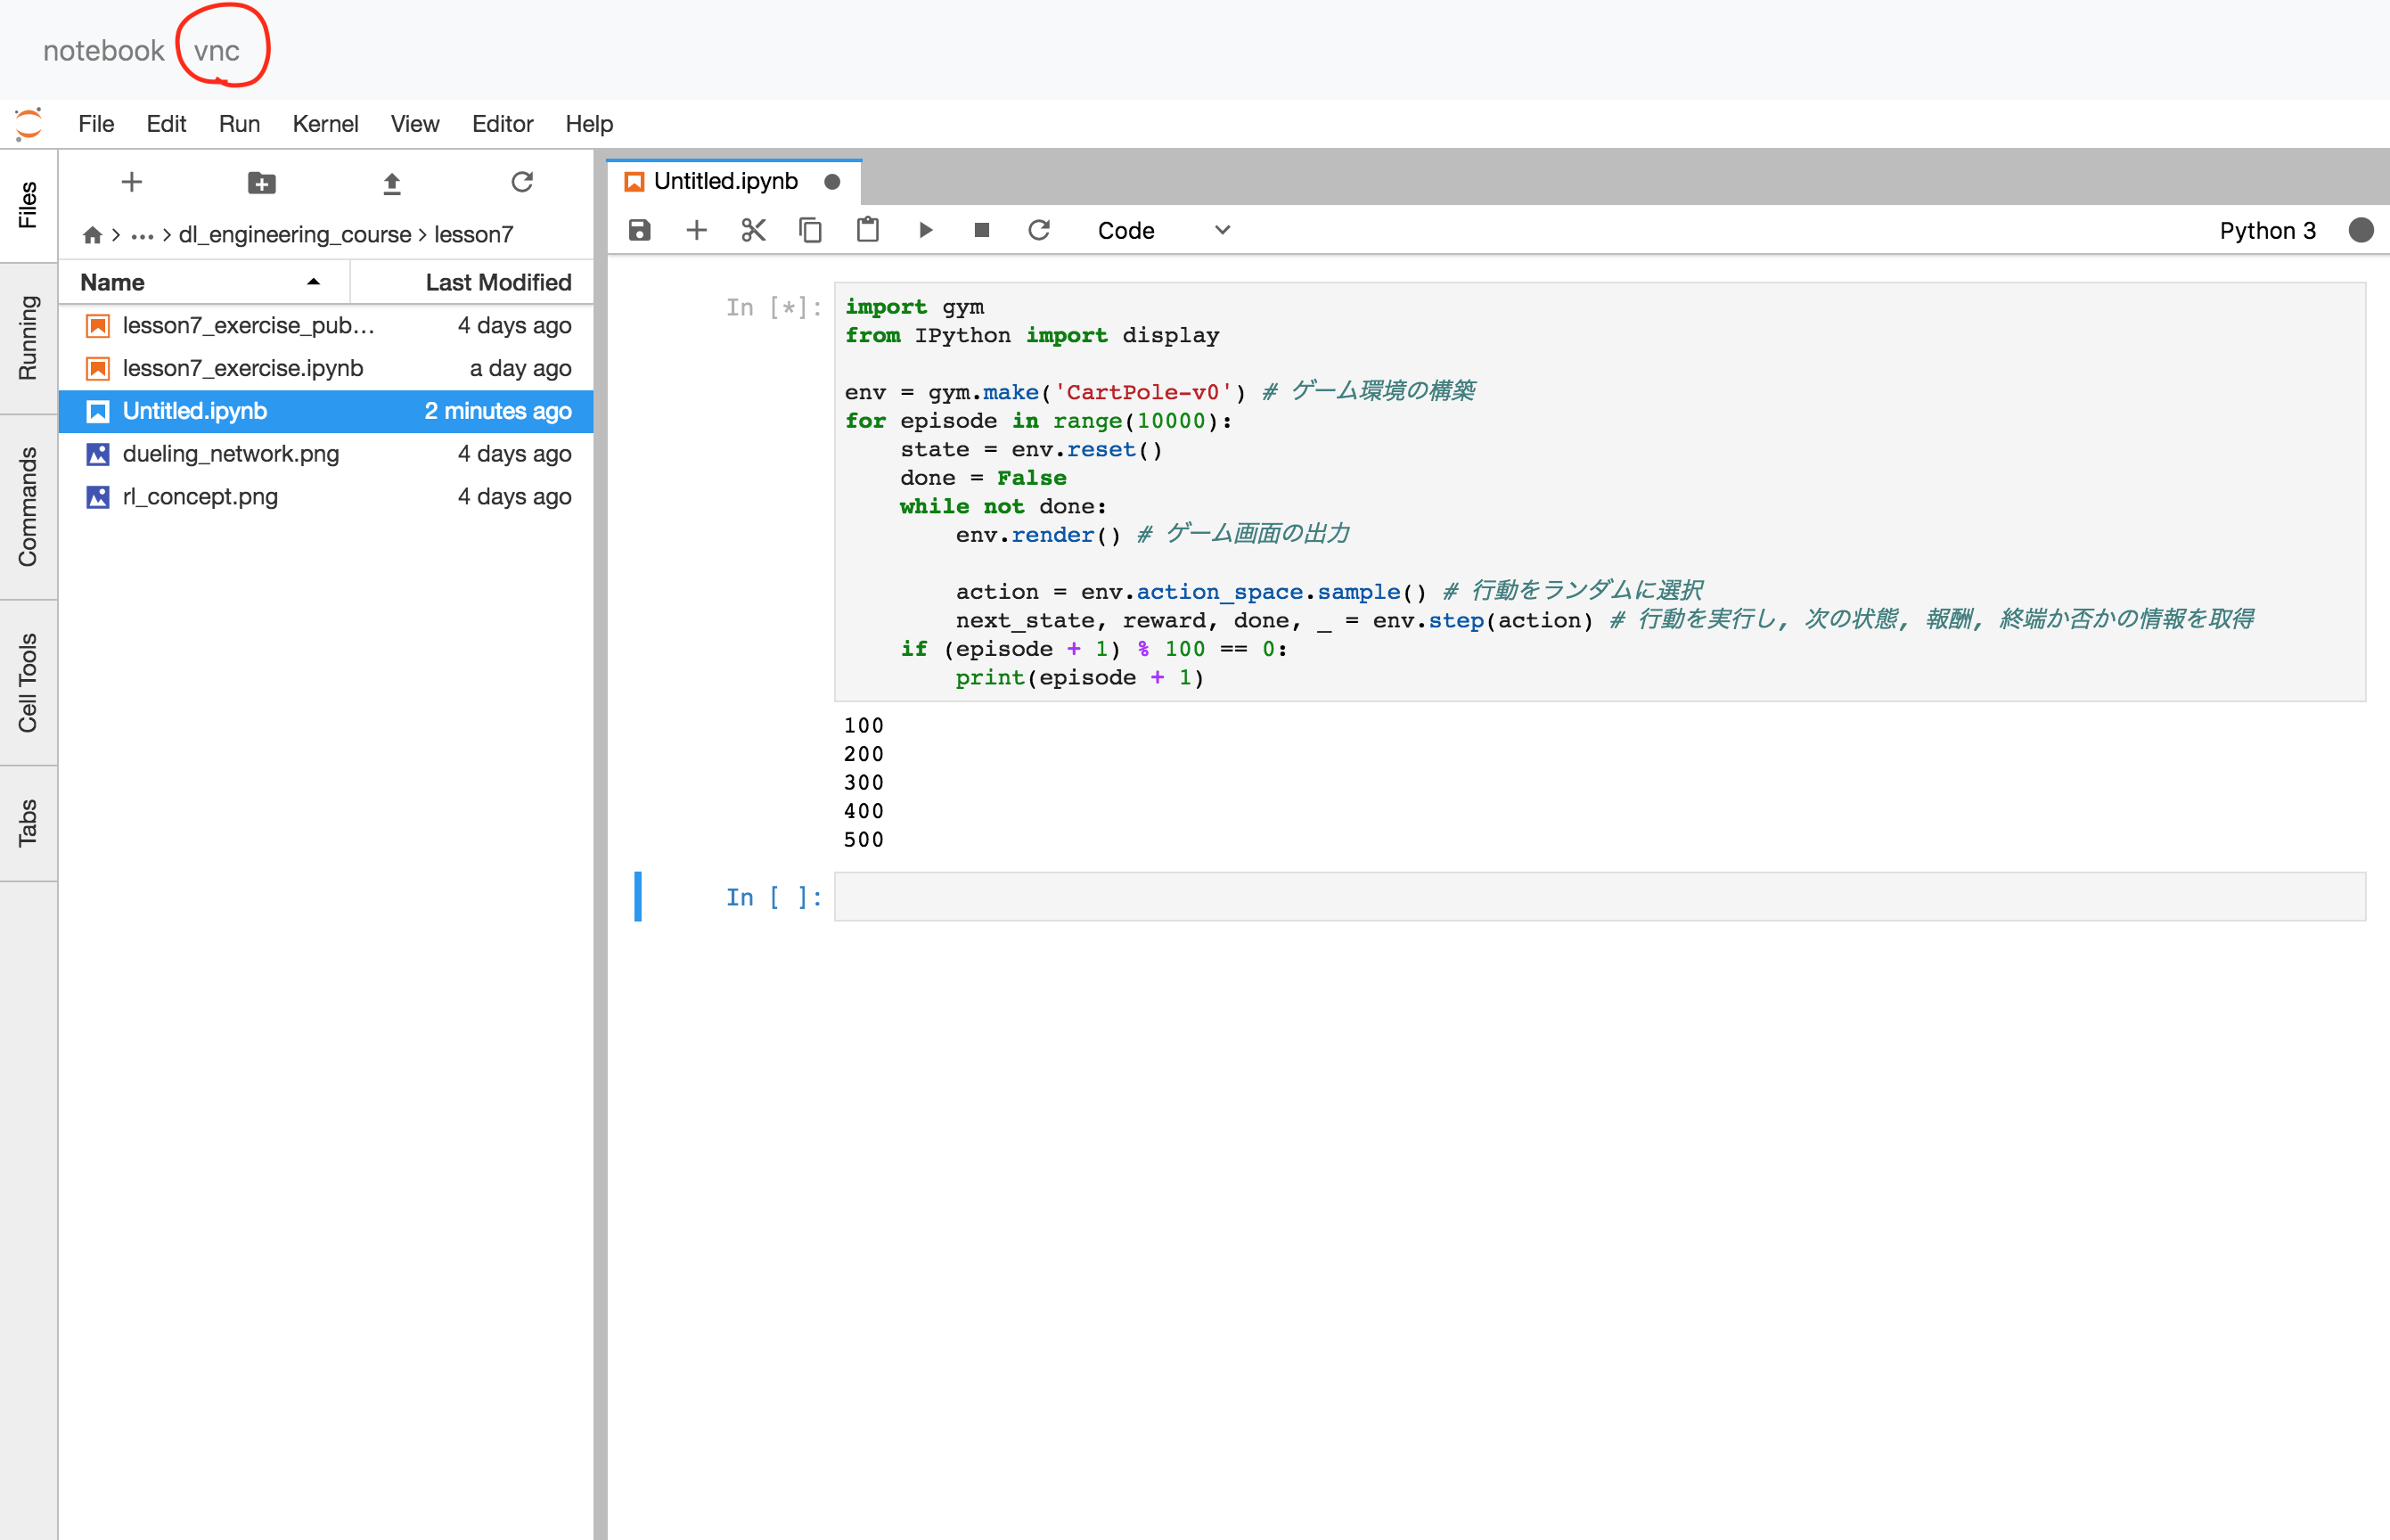 notebook vnc
File Edit Run Kernel View Editor Help
Files
Running
Commands
Cell Tools
Tabs
dl_engineering_course > lesson7
Name Last Modified
lesson7_exercise_pub… 4 days ago
lesson7_exercise.ipynb a day ago
Untitled.ipynb 2 minutes ago
dueling_network.png 4 days ago
rl_concept.png 4 days ago
Untitled.ipynb
Code Python 3
In [*]:
import gym
from IPython import display
env = gym.make('CartPole-v0') # ゲーム環境の構築
for episode in range(10000):
    state = env.reset()
    done = False
    while not done:
        env.render() # ゲーム画面の出力
        action = env.action_space.sample() # 行動をランダムに選択
        next_state, reward, done, _ = env.step(action) # 行動を実行し, 次の状態, 報酬, 終端か否かの情報を取得
    if (episode + 1) % 100 == 0:
        print(episode + 1)
100
200
300
400
500
In [ ]: